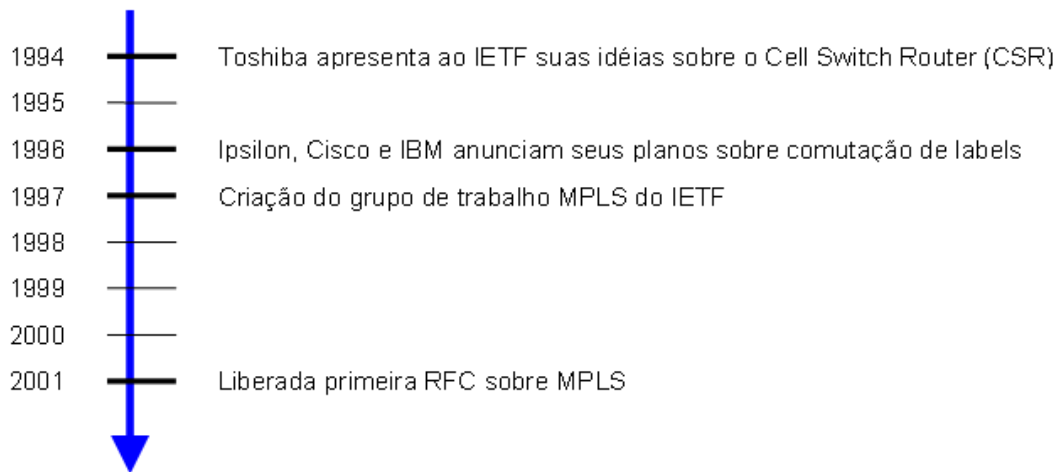 1994 Toshiba apresenta ao IETF suas idéias sobre o Cell Switch Router (CSR)
1995
1996 Ipsilon, Cisco e IBM anunciam seus planos sobre comutação de labels
1997 Criação do grupo de trabalho MPLS do IETF
1998
1999
2000
2001 Liberada primeira RFC sobre MPLS